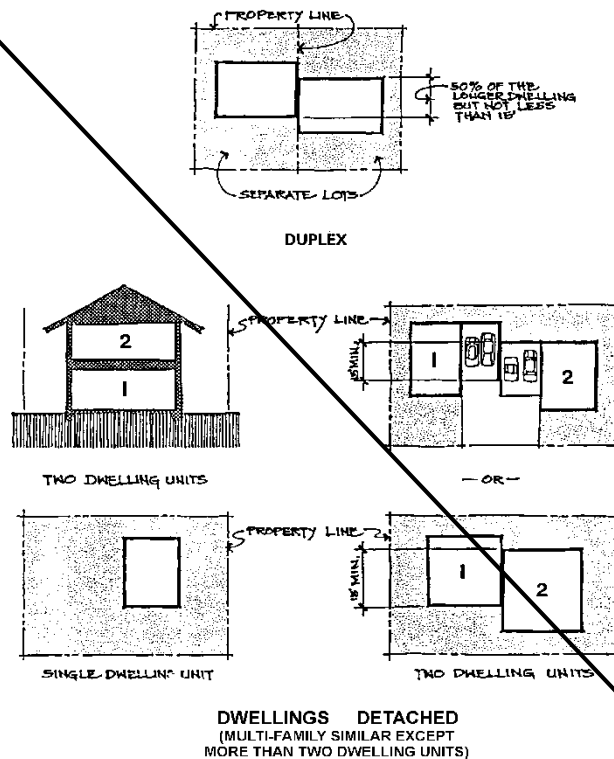 PROPERTY LINE
50% OF THE
LONGER DWELLING
BUT NOT LESS
THAN 15'
SEPARATE LOTS
DUPLEX
2
1
PROPERTY LINE
15' MIN.
1
2
TWO DWELLING UNITS
— OR —
PROPERTY LINE
15' MIN.
1
2
SINGLE DWELLING UNIT
TWO DWELLING UNITS
DWELLINGS DETACHED
(MULTI-FAMILY SIMILAR EXCEPT
MORE THAN TWO DWELLING UNITS)